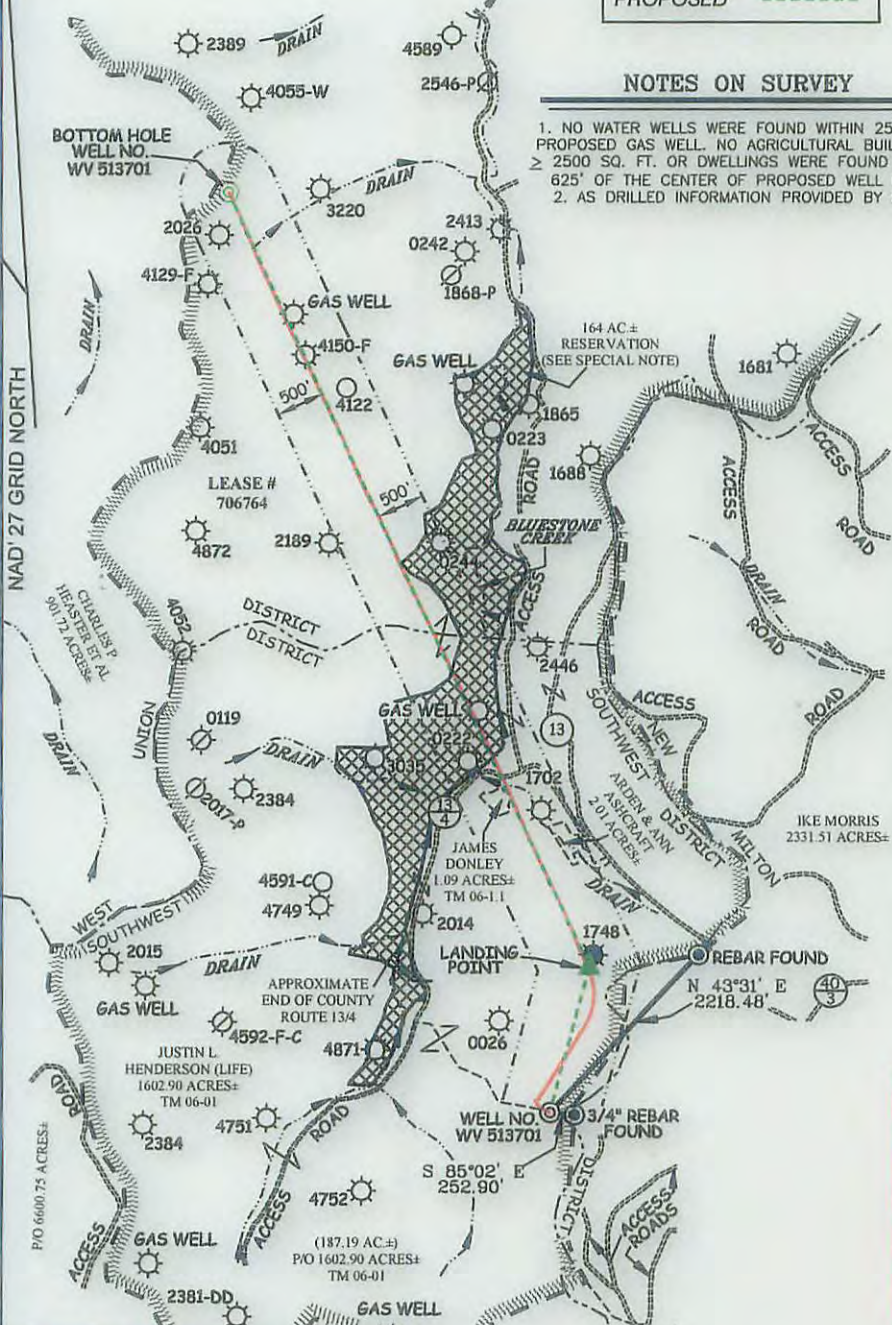 PROPOSED
NOTES ON SURVEY
1. NO WATER WELLS WERE FOUND WITHIN 25
PROPOSED GAS WELL. NO AGRICULTURAL BUIL
≥ 2500 SQ. FT. OR DWELLINGS WERE FOUND
625' OF THE CENTER OF PROPOSED WELL
2. AS DRILLED INFORMATION PROVIDED BY
2389
DRAIN
4589
4055-W
2546-P
BOTTOM HOLE
WELL NO.
WV 513701
DRAIN
3220
2026
2413
0242
4129-F
1868-P
DRAIN
GAS WELL
164 AC.±
RESERVATION
(SEE SPECIAL NOTE)
4150-F
GAS WELL
1681
500'
4122
1865
4051
0223
ACCESS
ROAD
1688
ACCESS
ROAD
NAD'27 GRID NORTH
LEASE #
706764
500'
BLUESTONE
CREEK
4872
2189
0244
ACCESS
DRAIN
ROAD
CHARLES P.
HEASTER ET AL
901.72 ACRES±
4052
DISTRICT
DISTRICT
2446
ACCESS
ROAD
UNION
0119
DRAIN
GAS WELL
13
NEW
SOUTHWEST
MILTON
DISTRICT
DRAIN
0222
3035
2017-P
2384
1702
13
4
ARDEN & ANN
ASHCRAFT
2.01 ACRES±
IKE MORRIS
2331.51 ACRES±
JAMES
DONLEY
1.09 ACRES±
TM 06-1.1
4591-C
4749
DRAIN
WEST
SOUTHWEST
2014
1748
2015
DRAIN
LANDING
POINT
REBAR FOUND
GAS WELL
APPROXIMATE
END OF COUNTY
ROUTE 13/4
N 43°31' E
2218.48'
40
3
4592-F-C
0026
4871
JUSTIN L.
HENDERSON (LIFE)
1602.90 ACRES±
TM 06-01
ROAD
2384
4751
ROAD
WELL NO.
WV 513701
3/4" REBAR
FOUND
S 85°02' E
252.90'
DISTRICT
P/O 6600.75 ACRES±
ACCESS
ACCESS
4752
ACCESS
ROADS
GAS WELL
(187.19 AC.±)
P/O 1602.90 ACRES±
TM 06-01
2381-DD
GAS WELL